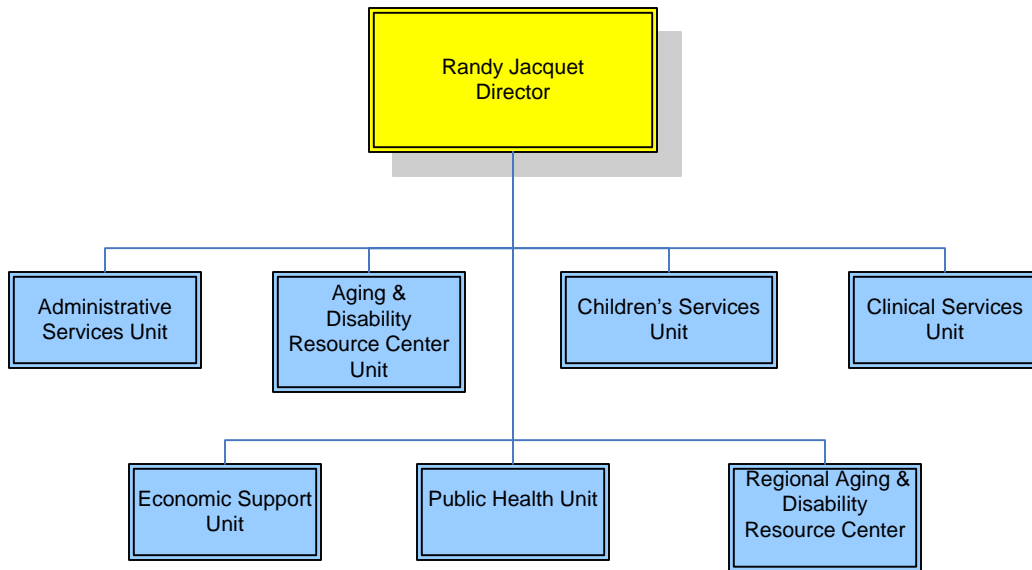 Randy Jacquet
Director
Administrative
Services Unit
Aging &
Disability
Resource Center
Unit
Children’s Services
Unit
Clinical Services
Unit
Economic Support
Unit
Public Health Unit
Regional Aging &
Disability
Resource Center